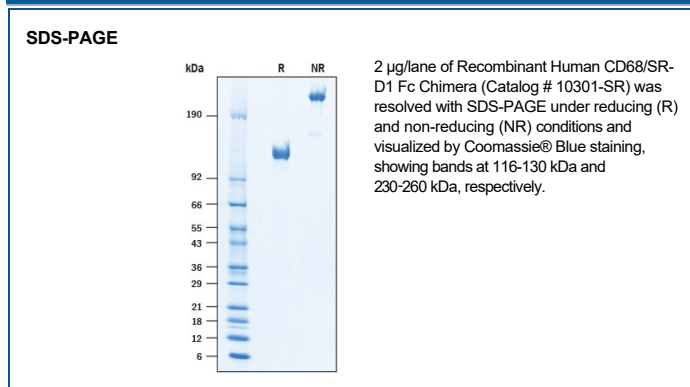 SDS-PAGE
kDa R NR
190
92
66
55
43
36
29
21
18
12
6
2 µg/lane of Recombinant Human CD68/SR-
D1 Fc Chimera (Catalog # 10301-SR) was
resolved with SDS-PAGE under reducing (R)
and non-reducing (NR) conditions and
visualized by Coomassie® Blue staining,
showing bands at 116-130 kDa and
230-260 kDa, respectively.